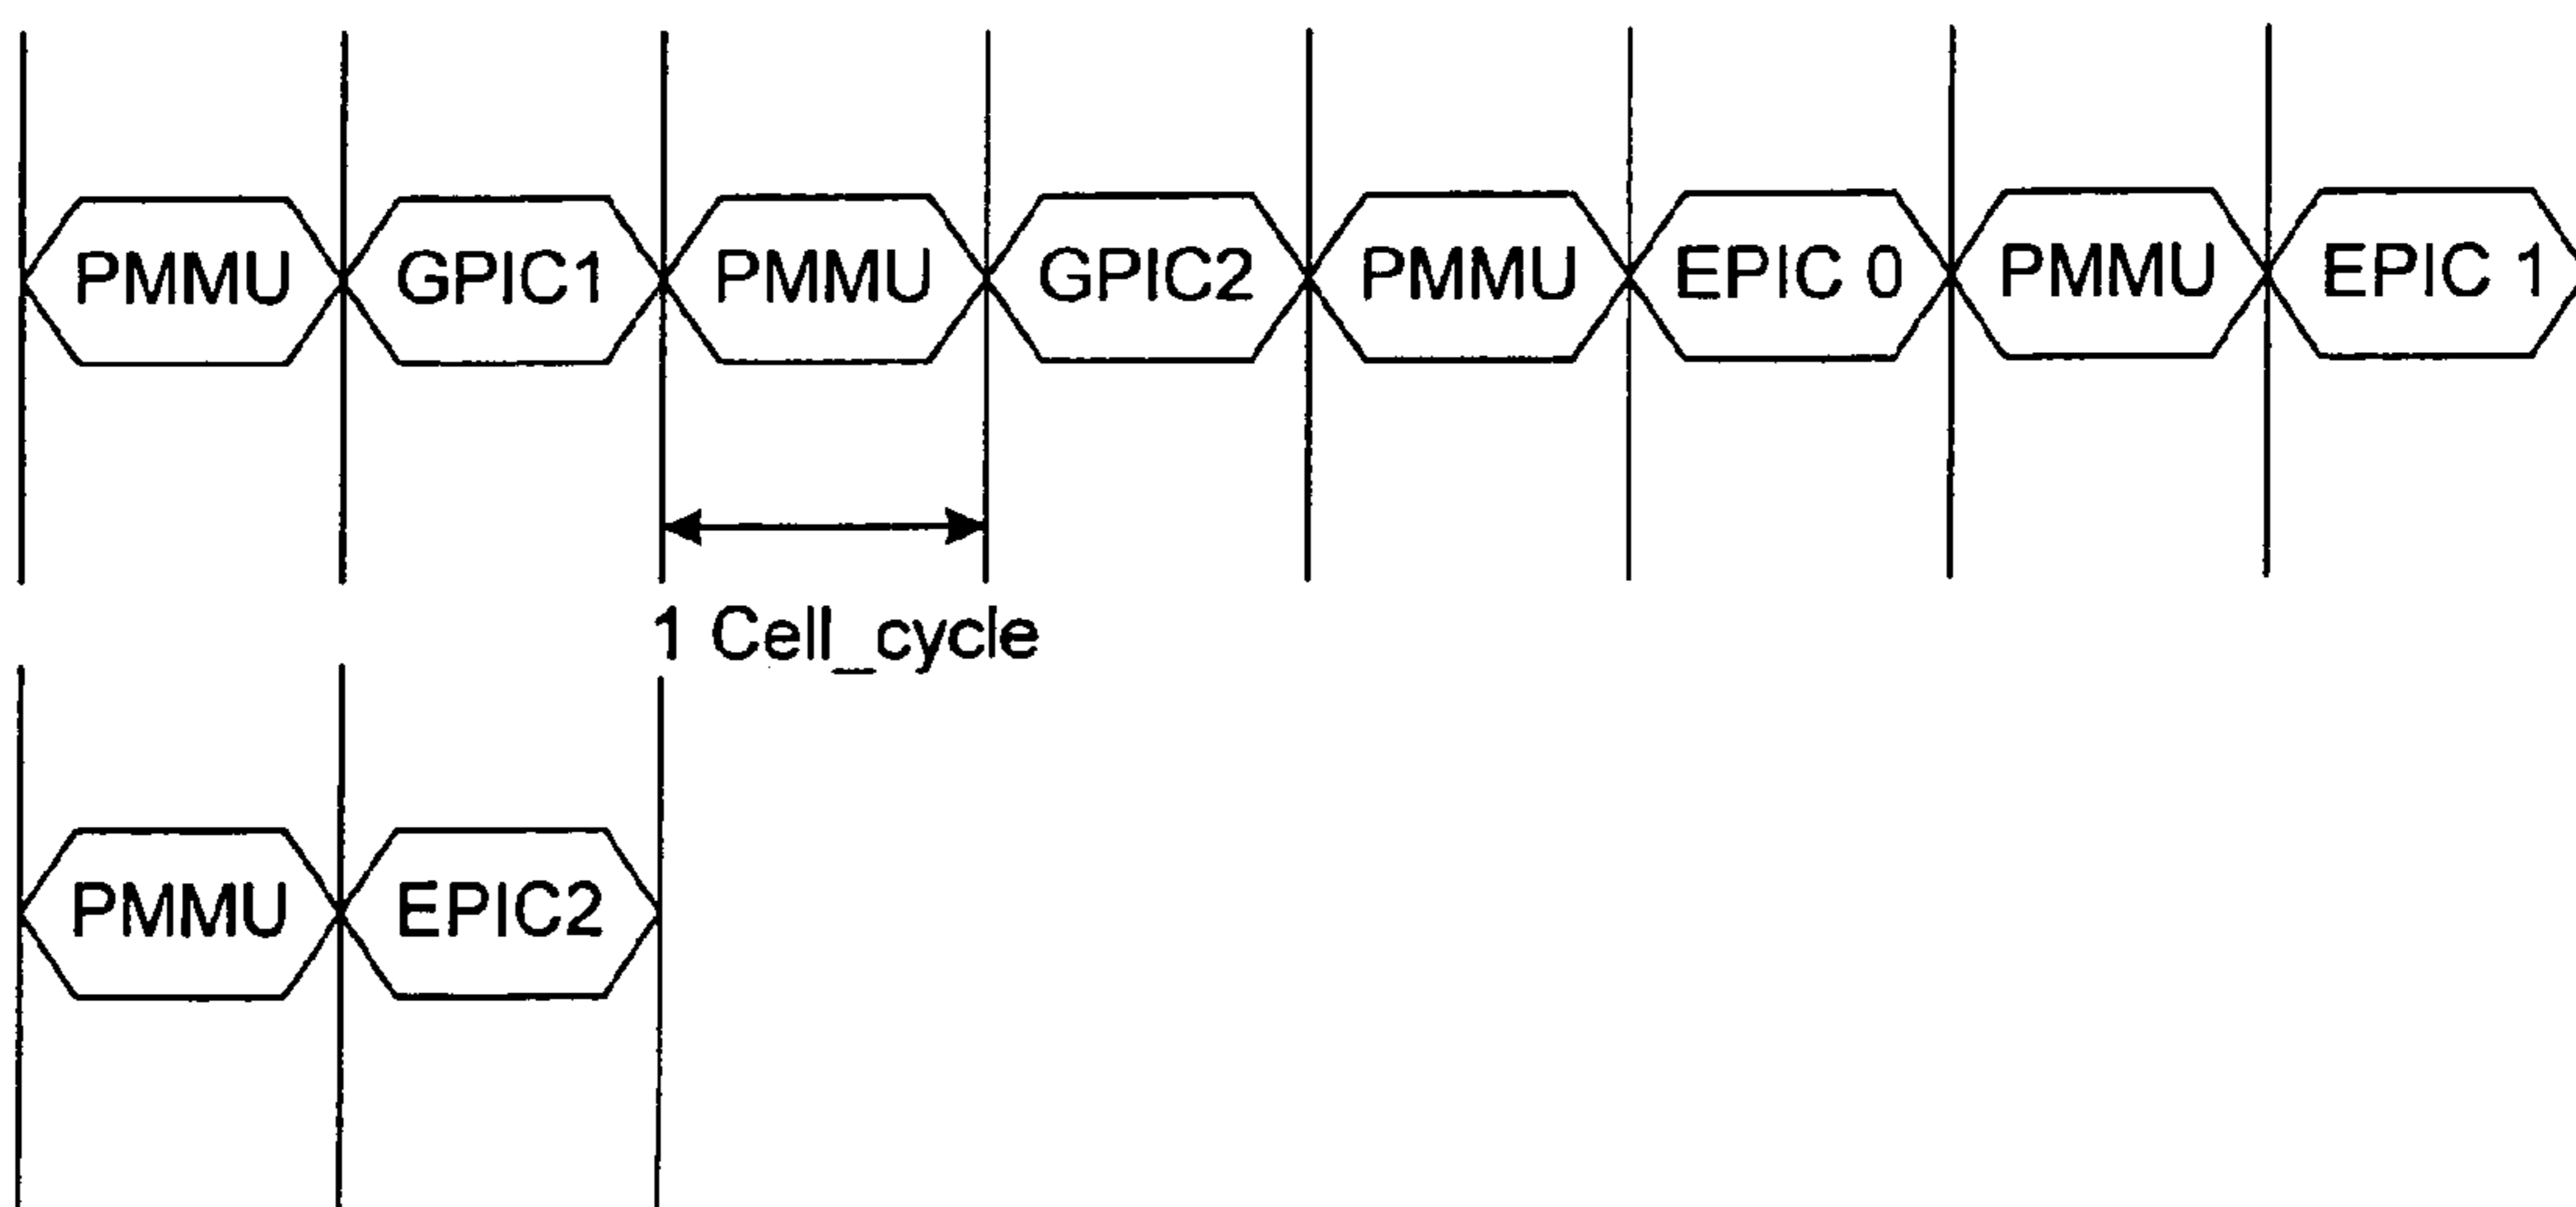 PMMU GPIC1 PMMU GPIC2 PMMU EPIC 0 PMMU EPIC 1
1 Cell_cycle
PMMU EPIC2